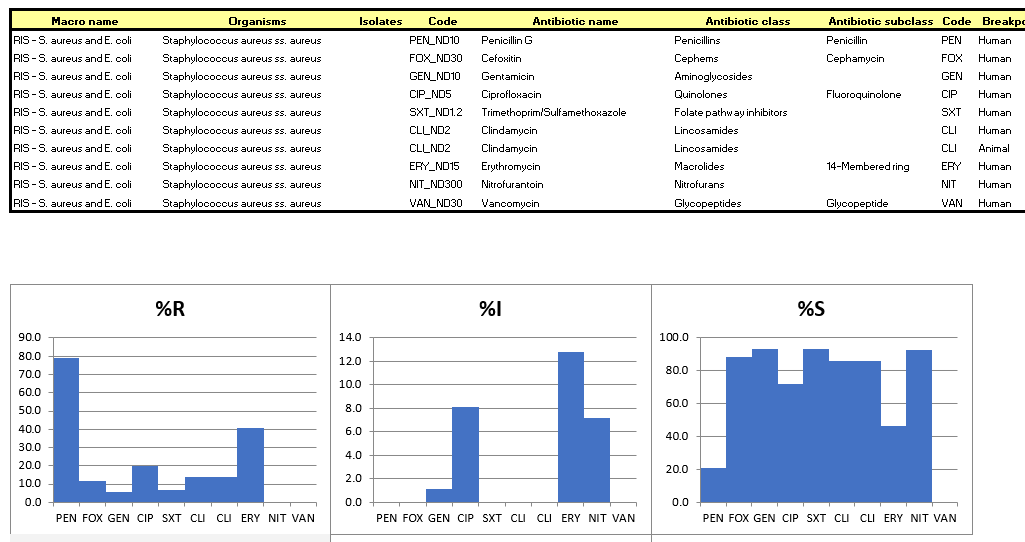 Macro name Organisms Isolates Code Antibiotic name Antibiotic class Antibiotic subclass Code Breakpo
RIS - S. aureus and E. coli Staphylococcus aureus ss. aureus PEN_ND10 Penicillin G Penicillins Penicillin PEN Human
RIS - S. aureus and E. coli Staphylococcus aureus ss. aureus FOX_ND30 Cefoxitin Cephems Cephamycin FOX Human
RIS - S. aureus and E. coli Staphylococcus aureus ss. aureus GEN_ND10 Gentamicin Aminoglycosides GEN Human
RIS - S. aureus and E. coli Staphylococcus aureus ss. aureus CIP_ND5 Ciprofloxacin Quinolones Fluoroquinolone CIP Human
RIS - S. aureus and E. coli Staphylococcus aureus ss. aureus SXT_ND1.2 Trimethoprim/Sulfamethoxazole Folate pathway inhibitors SXT Human
RIS - S. aureus and E. coli Staphylococcus aureus ss. aureus CLI_ND2 Clindamycin Lincosamides CLI Human
RIS - S. aureus and E. coli Staphylococcus aureus ss. aureus CLI_ND2 Clindamycin Lincosamides CLI Animal
RIS - S. aureus and E. coli Staphylococcus aureus ss. aureus ERY_ND15 Erythromycin Macrolides 14-Membered ring ERY Human
RIS - S. aureus and E. coli Staphylococcus aureus ss. aureus NIT_ND300 Nitrofurantoin Nitrofurans NIT Human
RIS - S. aureus and E. coli Staphylococcus aureus ss. aureus VAN_ND30 Vancomycin Glycopeptides Glycopeptide VAN Human
%R
90.0
80.0
70.0
60.0
50.0
40.0
30.0
20.0
10.0
0.0
PEN FOX GEN CIP SXT CLI CLI ERY NIT VAN
%I
14.0
12.0
10.0
8.0
6.0
4.0
2.0
0.0
PEN FOX GEN CIP SXT CLI CLI ERY NIT VAN
%S
100.0
80.0
60.0
40.0
20.0
0.0
PEN FOX GEN CIP SXT CLI CLI ERY NIT VAN